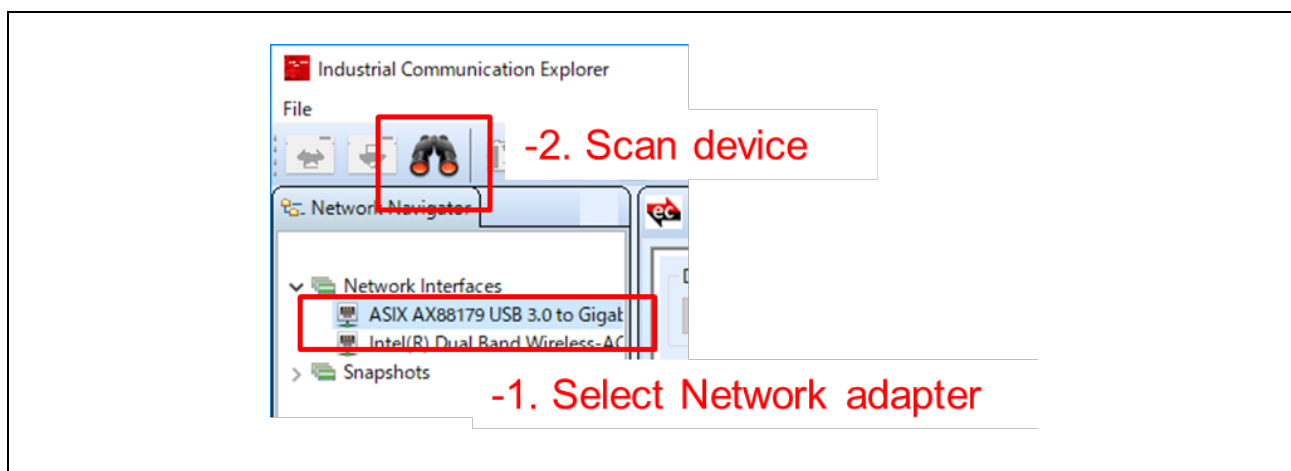 Industrial Communication Explorer
File
-2. Scan device
Network Navigator
ec
Network Interfaces
ASIX AX88179 USB 3.0 to Gigab
Intel(R) Dual Band Wireless-AC
Snapshots
-1. Select Network adapter